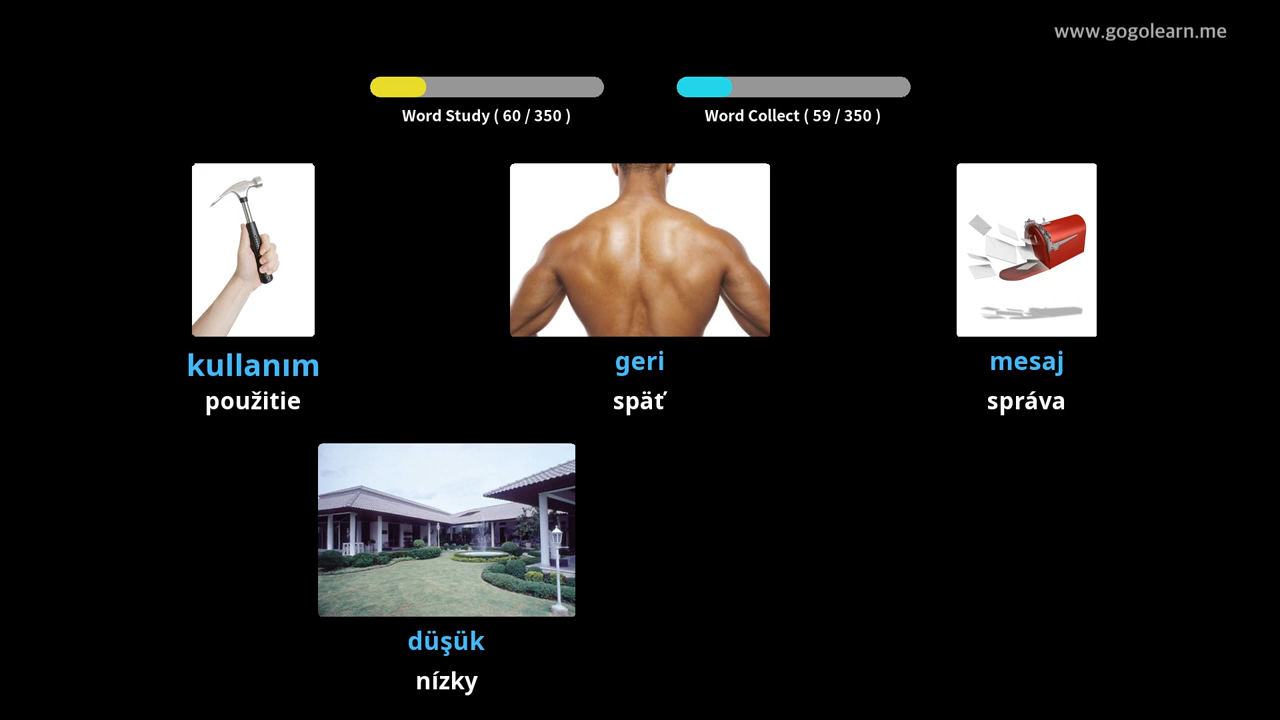 www.gogolearn.me
Word Study ( 60 / 350 )
Word Collect ( 59 / 350 )
kullanım
použitie
geri
späť
mesaj
správa
düşük
nízky